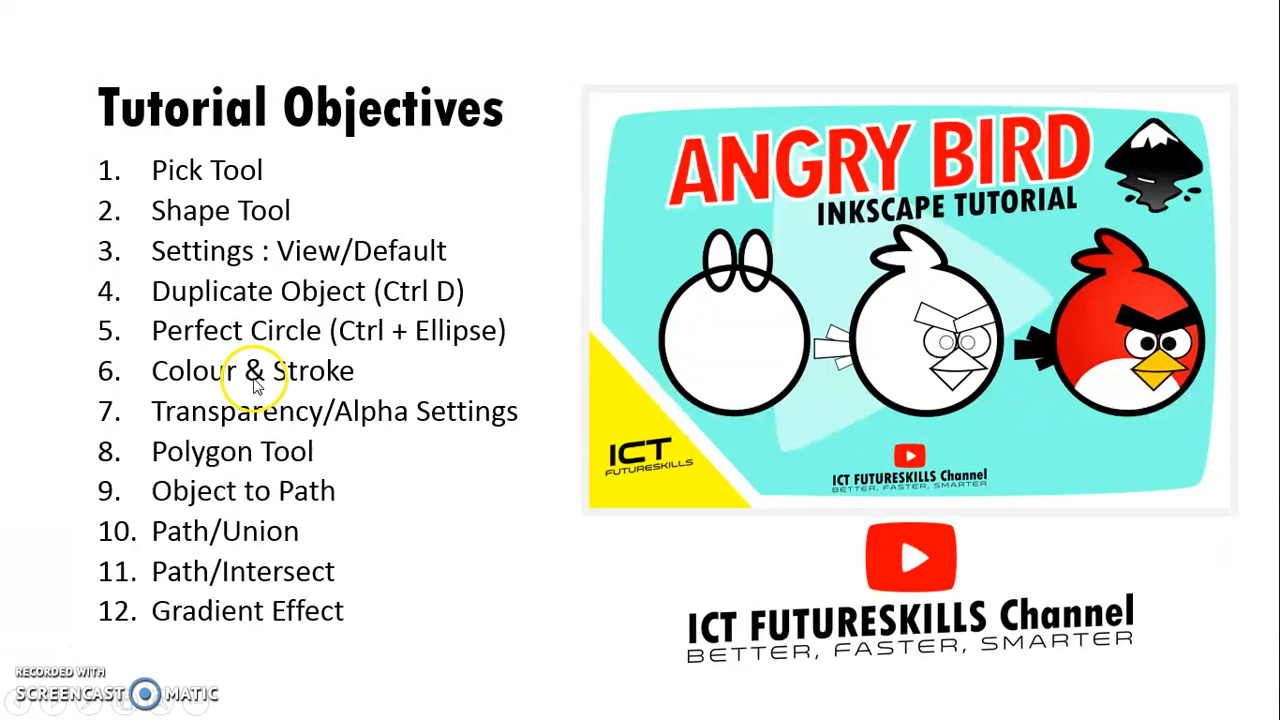 Tutorial Objectives
1. Pick Tool
2. Shape Tool
3. Settings : View/Default
4. Duplicate Object (Ctrl D)
5. Perfect Circle (Ctrl + Ellipse)
6. Colour & Stroke
7. Transparency/Alpha Settings
8. Polygon Tool
9. Object to Path
10. Path/Union
11. Path/Intersect
12. Gradient Effect
ANGRY BIRD
INKSCAPE TUTORIAL
ICT
FUTURESKILLS
ICT FUTURESKILLS Channel
BETTER, FASTER, SMARTER
ICT FUTURESKILLS Channel
BETTER, FASTER, SMARTER
RECORDED WITH
SCREENCAST MATIC